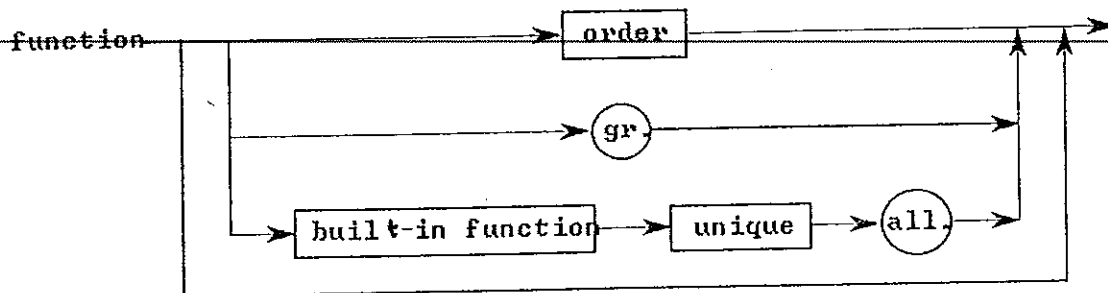 function
order
gr.
built-in function
unique
all.